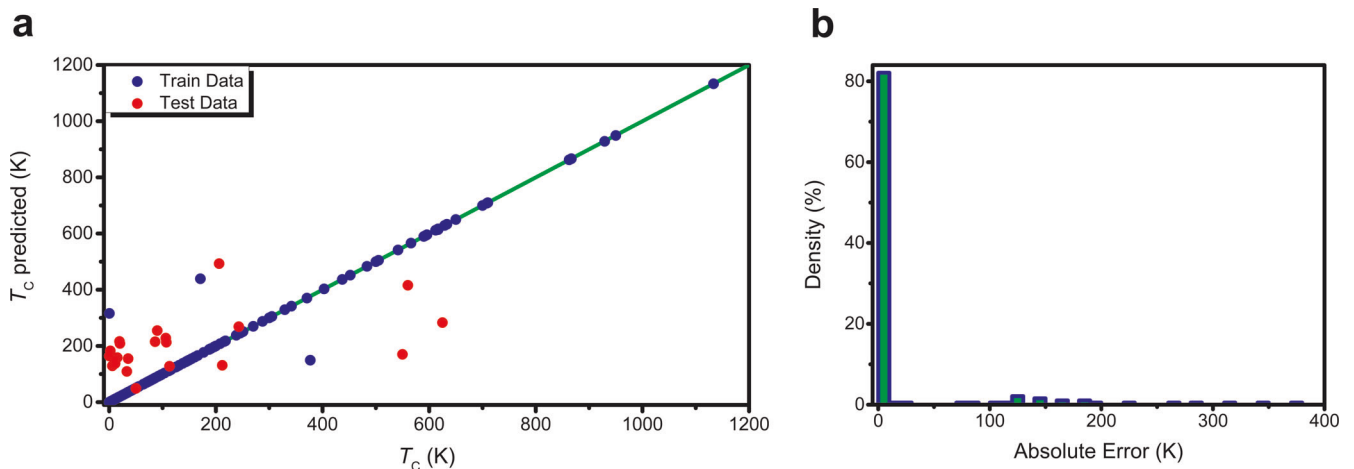 a
1200
1000
800
600
400
200
0
T_C predicted (K)
Train Data
Test Data
0 200 400 600 800 1000 1200
T_C (K)
b
80
60
40
20
0
Density (%)
0 100 200 300 400
Absolute Error (K)